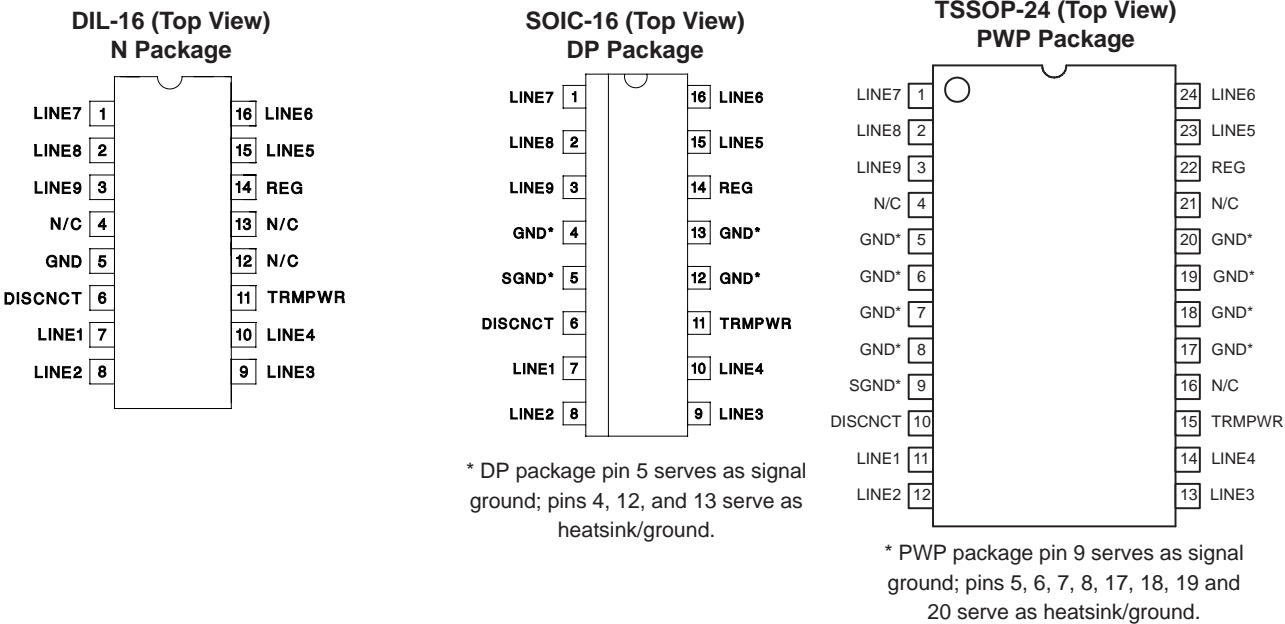 DIL-16 (Top View)
N Package
LINE7 1 16 LINE6
LINE8 2 15 LINE5
LINE9 3 14 REG
N/C 4 13 N/C
GND 5 12 N/C
DISCNCT 6 11 TRMPWR
LINE1 7 10 LINE4
LINE2 8 9 LINE3
SOIC-16 (Top View)
DP Package
LINE7 1 16 LINE6
LINE8 2 15 LINE5
LINE9 3 14 REG
GND* 4 13 GND*
SGND* 5 12 GND*
DISCNCT 6 11 TRMPWR
LINE1 7 10 LINE4
LINE2 8 9 LINE3
* DP package pin 5 serves as signal
ground; pins 4, 12, and 13 serve as
heatsink/ground.
TSSOP-24 (Top View)
PWP Package
LINE7 1 24 LINE6
LINE8 2 23 LINE5
LINE9 3 22 REG
N/C 4 21 N/C
GND* 5 20 GND*
GND* 6 19 GND*
GND* 7 18 GND*
GND* 8 17 GND*
SGND* 9 16 N/C
DISCNCT 10 15 TRMPWR
LINE1 11 14 LINE4
LINE2 12 13 LINE3
* PWP package pin 9 serves as signal
ground; pins 5, 6, 7, 8, 17, 18, 19 and
20 serve as heatsink/ground.